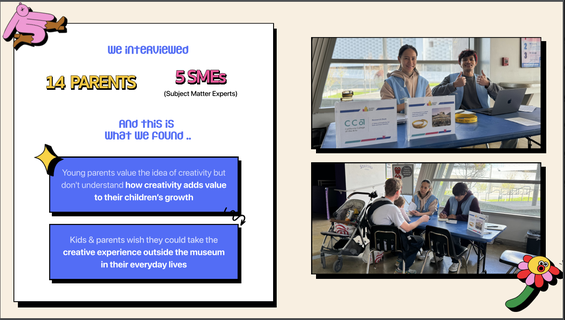 We interviewed
14 PARENTS
5 SMEs
(Subject Matter Experts)
And this is
what we found ..
Young parents value the idea of creativity but
don't understand how creativity adds value
to their children's growth
Kids & parents wish they could take the
creative experience outside the museum
in their everyday lives
cca